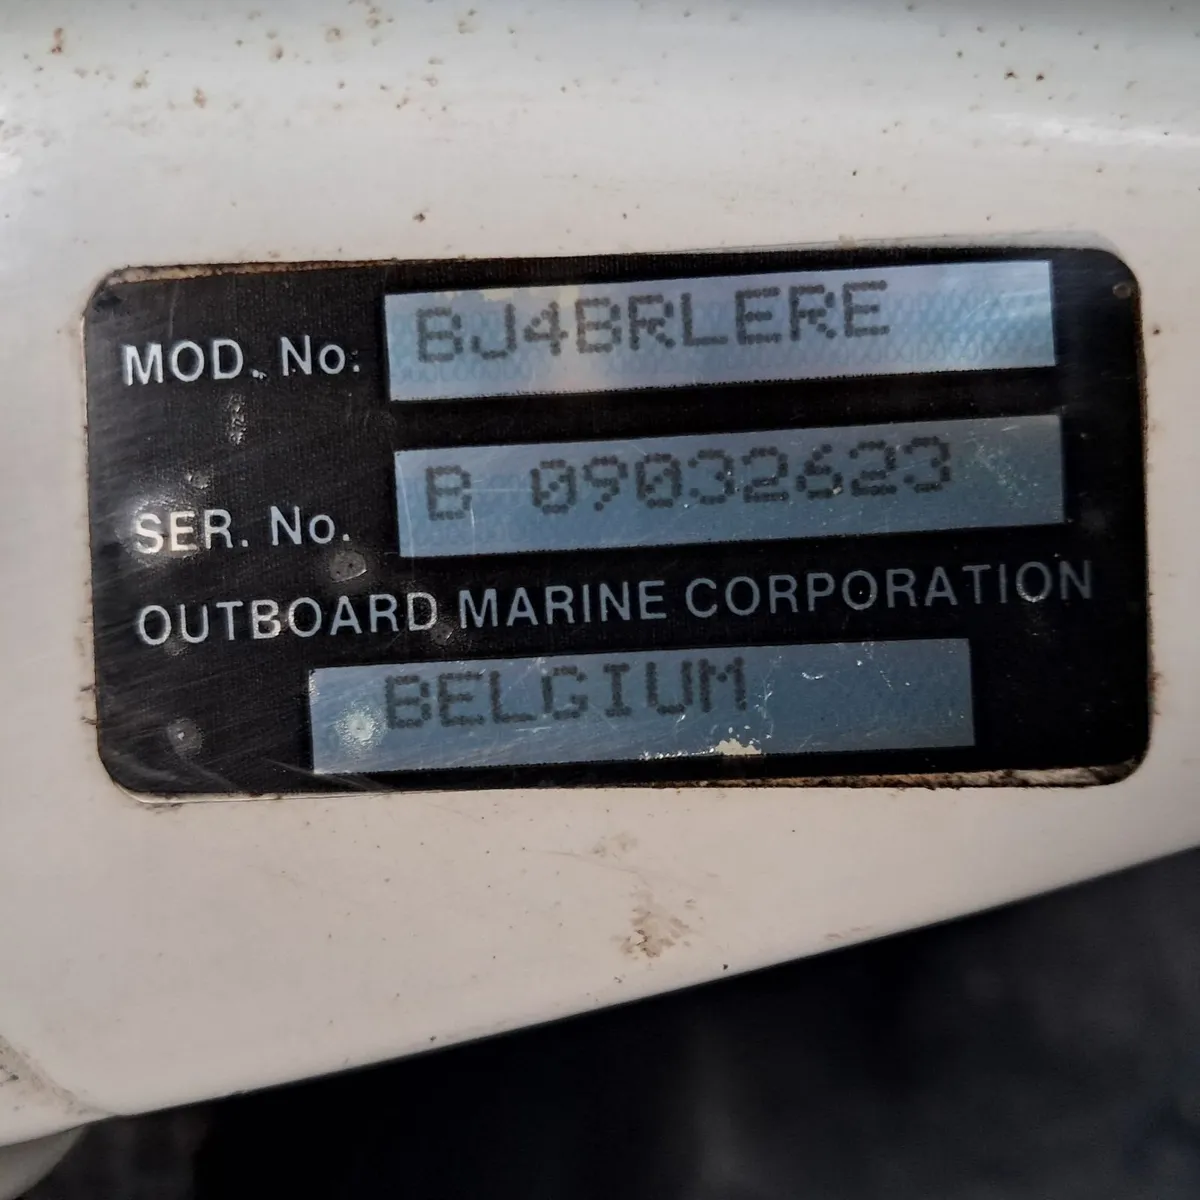 MOD. No. BJ4BRLERE
SER. No. B 09032623
OUTBOARD MARINE CORPORATION
BELGIUM